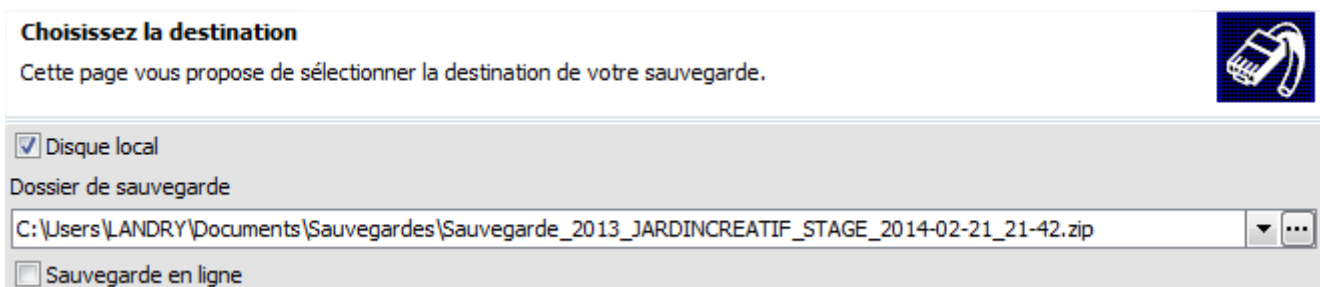 Choisissez la destination
Cette page vous propose de sélectionner la destination de votre sauvegarde.
Disque local
Dossier de sauvegarde
C:\Users\LANDRY\Documents\Sauvegardes\Sauvegarde_2013_JARDINCREATIF_STAGE_2014-02-21_21-42.zip
Sauvegarde en ligne